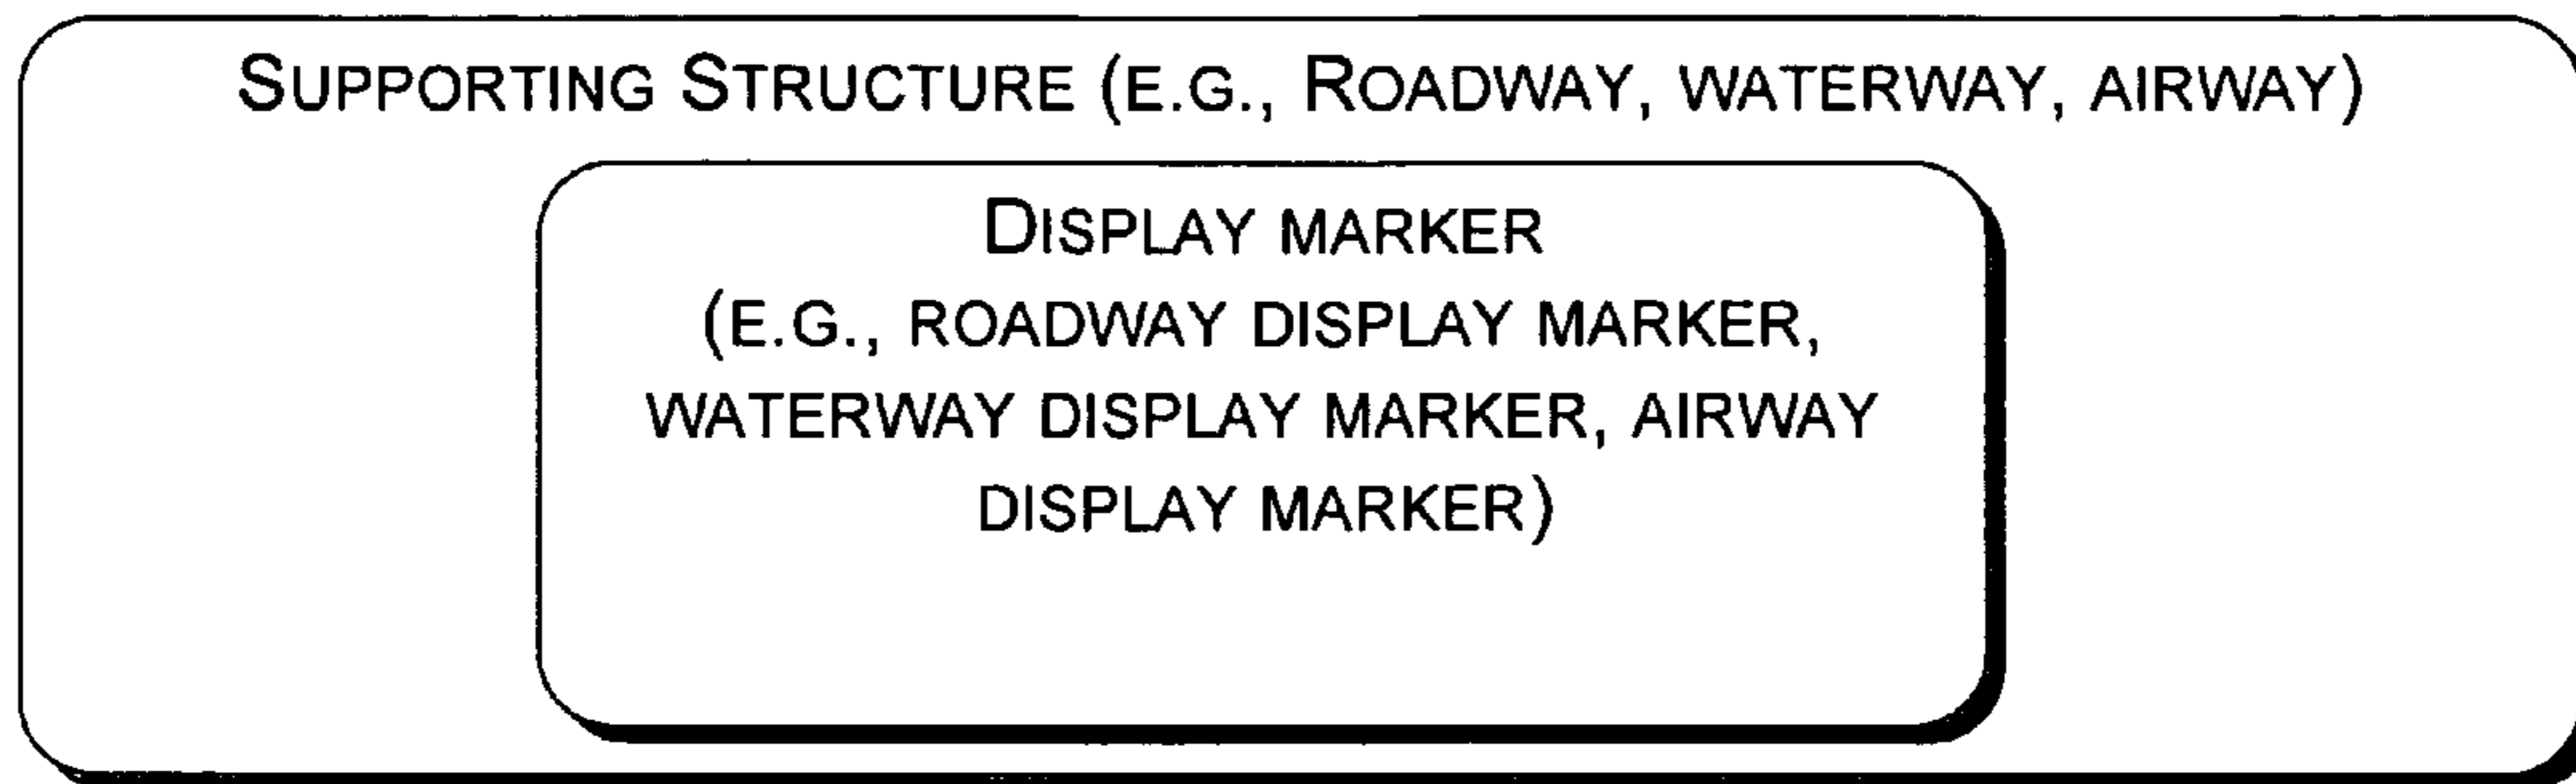 SUPPORTING STRUCTURE (E.G., ROADWAY, WATERWAY, AIRWAY)
DISPLAY MARKER
(E.G., ROADWAY DISPLAY MARKER,
WATERWAY DISPLAY MARKER, AIRWAY
DISPLAY MARKER)